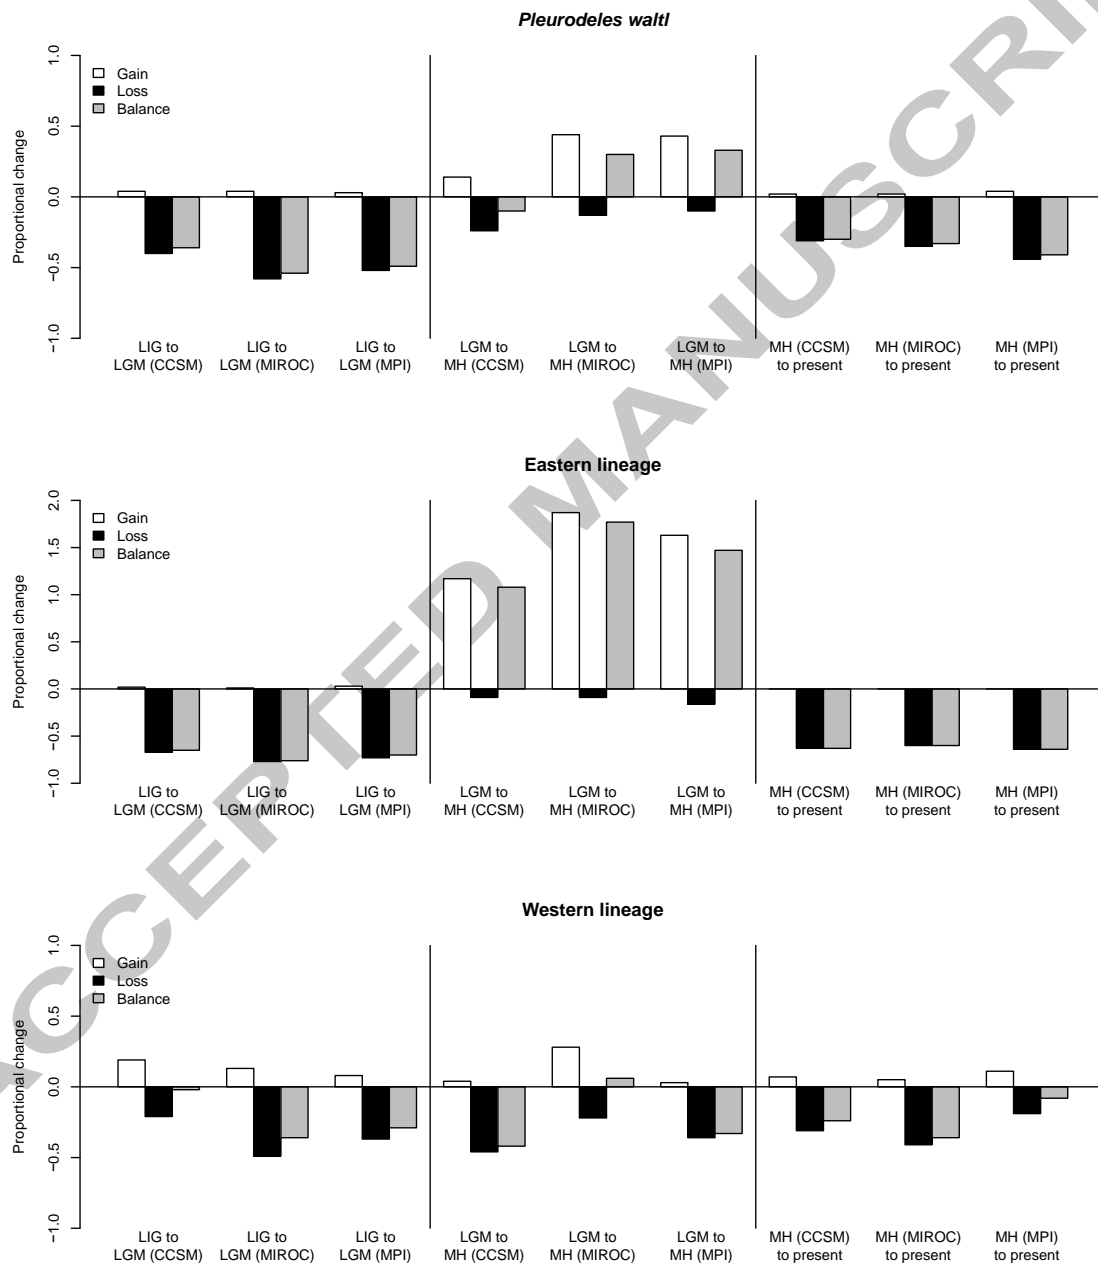 Pleurodeles waltl
Proportional change
1.0
0.5
0.0
−0.5
−1.0
Gain
Loss
Balance
LIG to
LGM (CCSM)
LIG to
LGM (MIROC)
LIG to
LGM (MPI)
LGM to
MH (CCSM)
LGM to
MH (MIROC)
LGM to
MH (MPI)
MH (CCSM)
to present
MH (MIROC)
to present
MH (MPI)
to present
Eastern lineage
Proportional change
2.0
1.5
1.0
0.5
0.0
−0.5
−1.0
Gain
Loss
Balance
LIG to
LGM (CCSM)
LIG to
LGM (MIROC)
LIG to
LGM (MPI)
LGM to
MH (CCSM)
LGM to
MH (MIROC)
LGM to
MH (MPI)
MH (CCSM)
to present
MH (MIROC)
to present
MH (MPI)
to present
Western lineage
Proportional change
1.0
0.5
0.0
−0.5
−1.0
Gain
Loss
Balance
LIG to
LGM (CCSM)
LIG to
LGM (MIROC)
LIG to
LGM (MPI)
LGM to
MH (CCSM)
LGM to
MH (MIROC)
LGM to
MH (MPI)
MH (CCSM)
to present
MH (MIROC)
to present
MH (MPI)
to present
ACCEPTED MANUSCRI